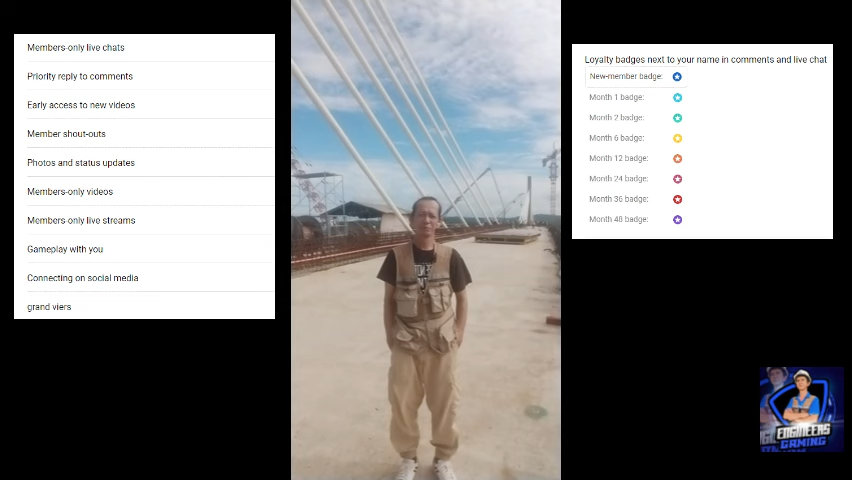 Members-only live chats
Priority reply to comments
Early access to new videos
Member shout-outs
Photos and status updates
Members-only videos
Members-only live streams
Gameplay with you
Connecting on social media
grand viers
Loyalty badges next to your name in comments and live chat
New-member badge:
Month 1 badge:
Month 2 badge:
Month 6 badge:
Month 12 badge:
Month 24 badge:
Month 36 badge:
Month 48 badge:
ENGINEERS
GAMING